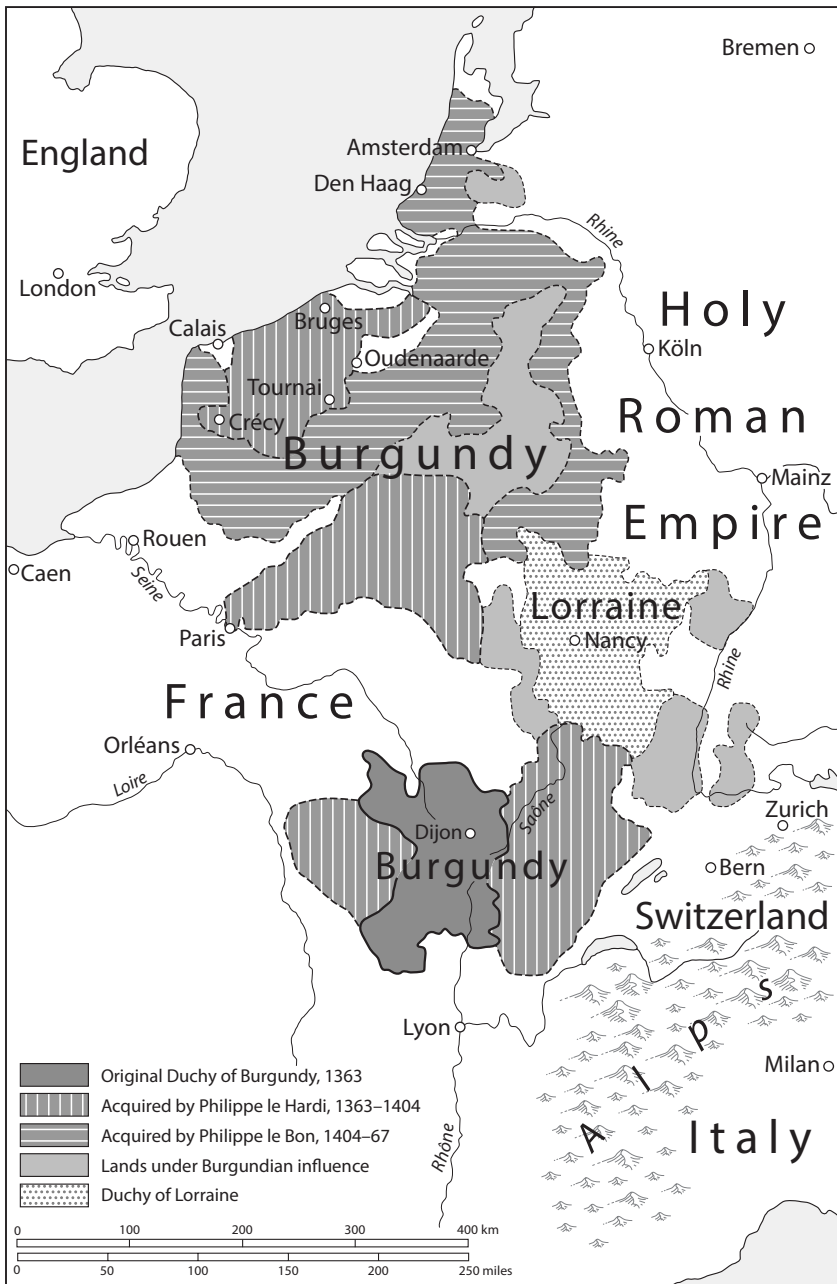 Bremen
England
Amsterdam
Den Haag
Rhine
London
Holy
Bruges
Calais
Köln
Oudenaarde
Tournai
Roman
Crécy
Burgundy
Mainz
Empire
Rouen
Caen
Seine
Lorraine
Paris
Nancy
Rhine
France
Orléans
Loire
Saône
Zurich
Dijon
Burgundy
Bern
Switzerland
Alps
Lyon
Milan
Italy
Rhône
Original Duchy of Burgundy, 1363
Acquired by Philippe le Hardi, 1363–1404
Acquired by Philippe le Bon, 1404–67
Lands under Burgundian influence
Duchy of Lorraine
0 100 200 300 400 km
0 50 100 150 200 250 miles